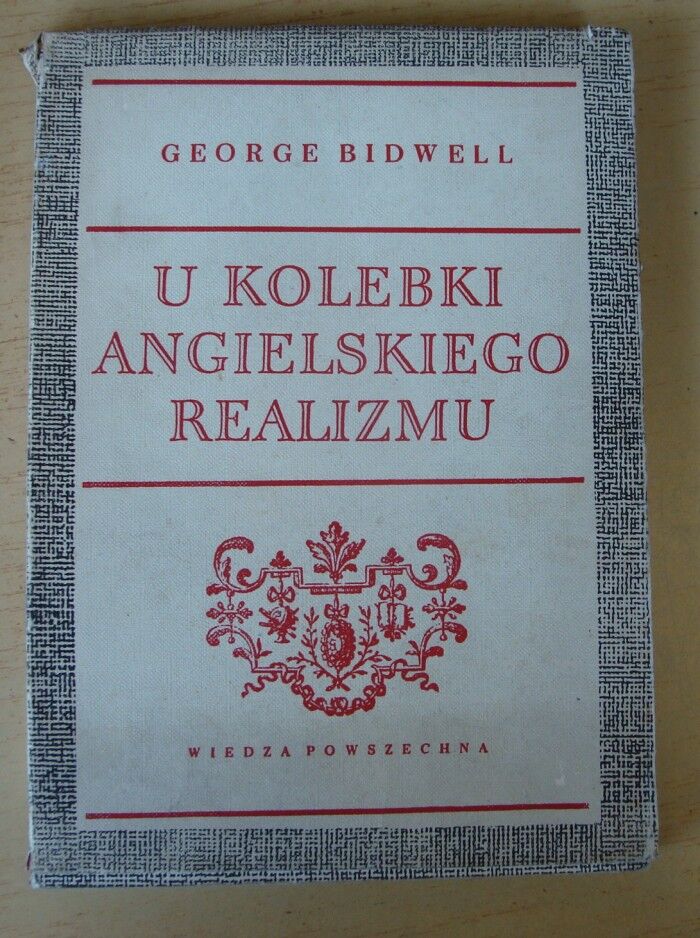 GEORGE BIDWELL
U KOLEBKI
ANGIELSKIEGO
REALIZMU
WIEDZA POWSZECHNA